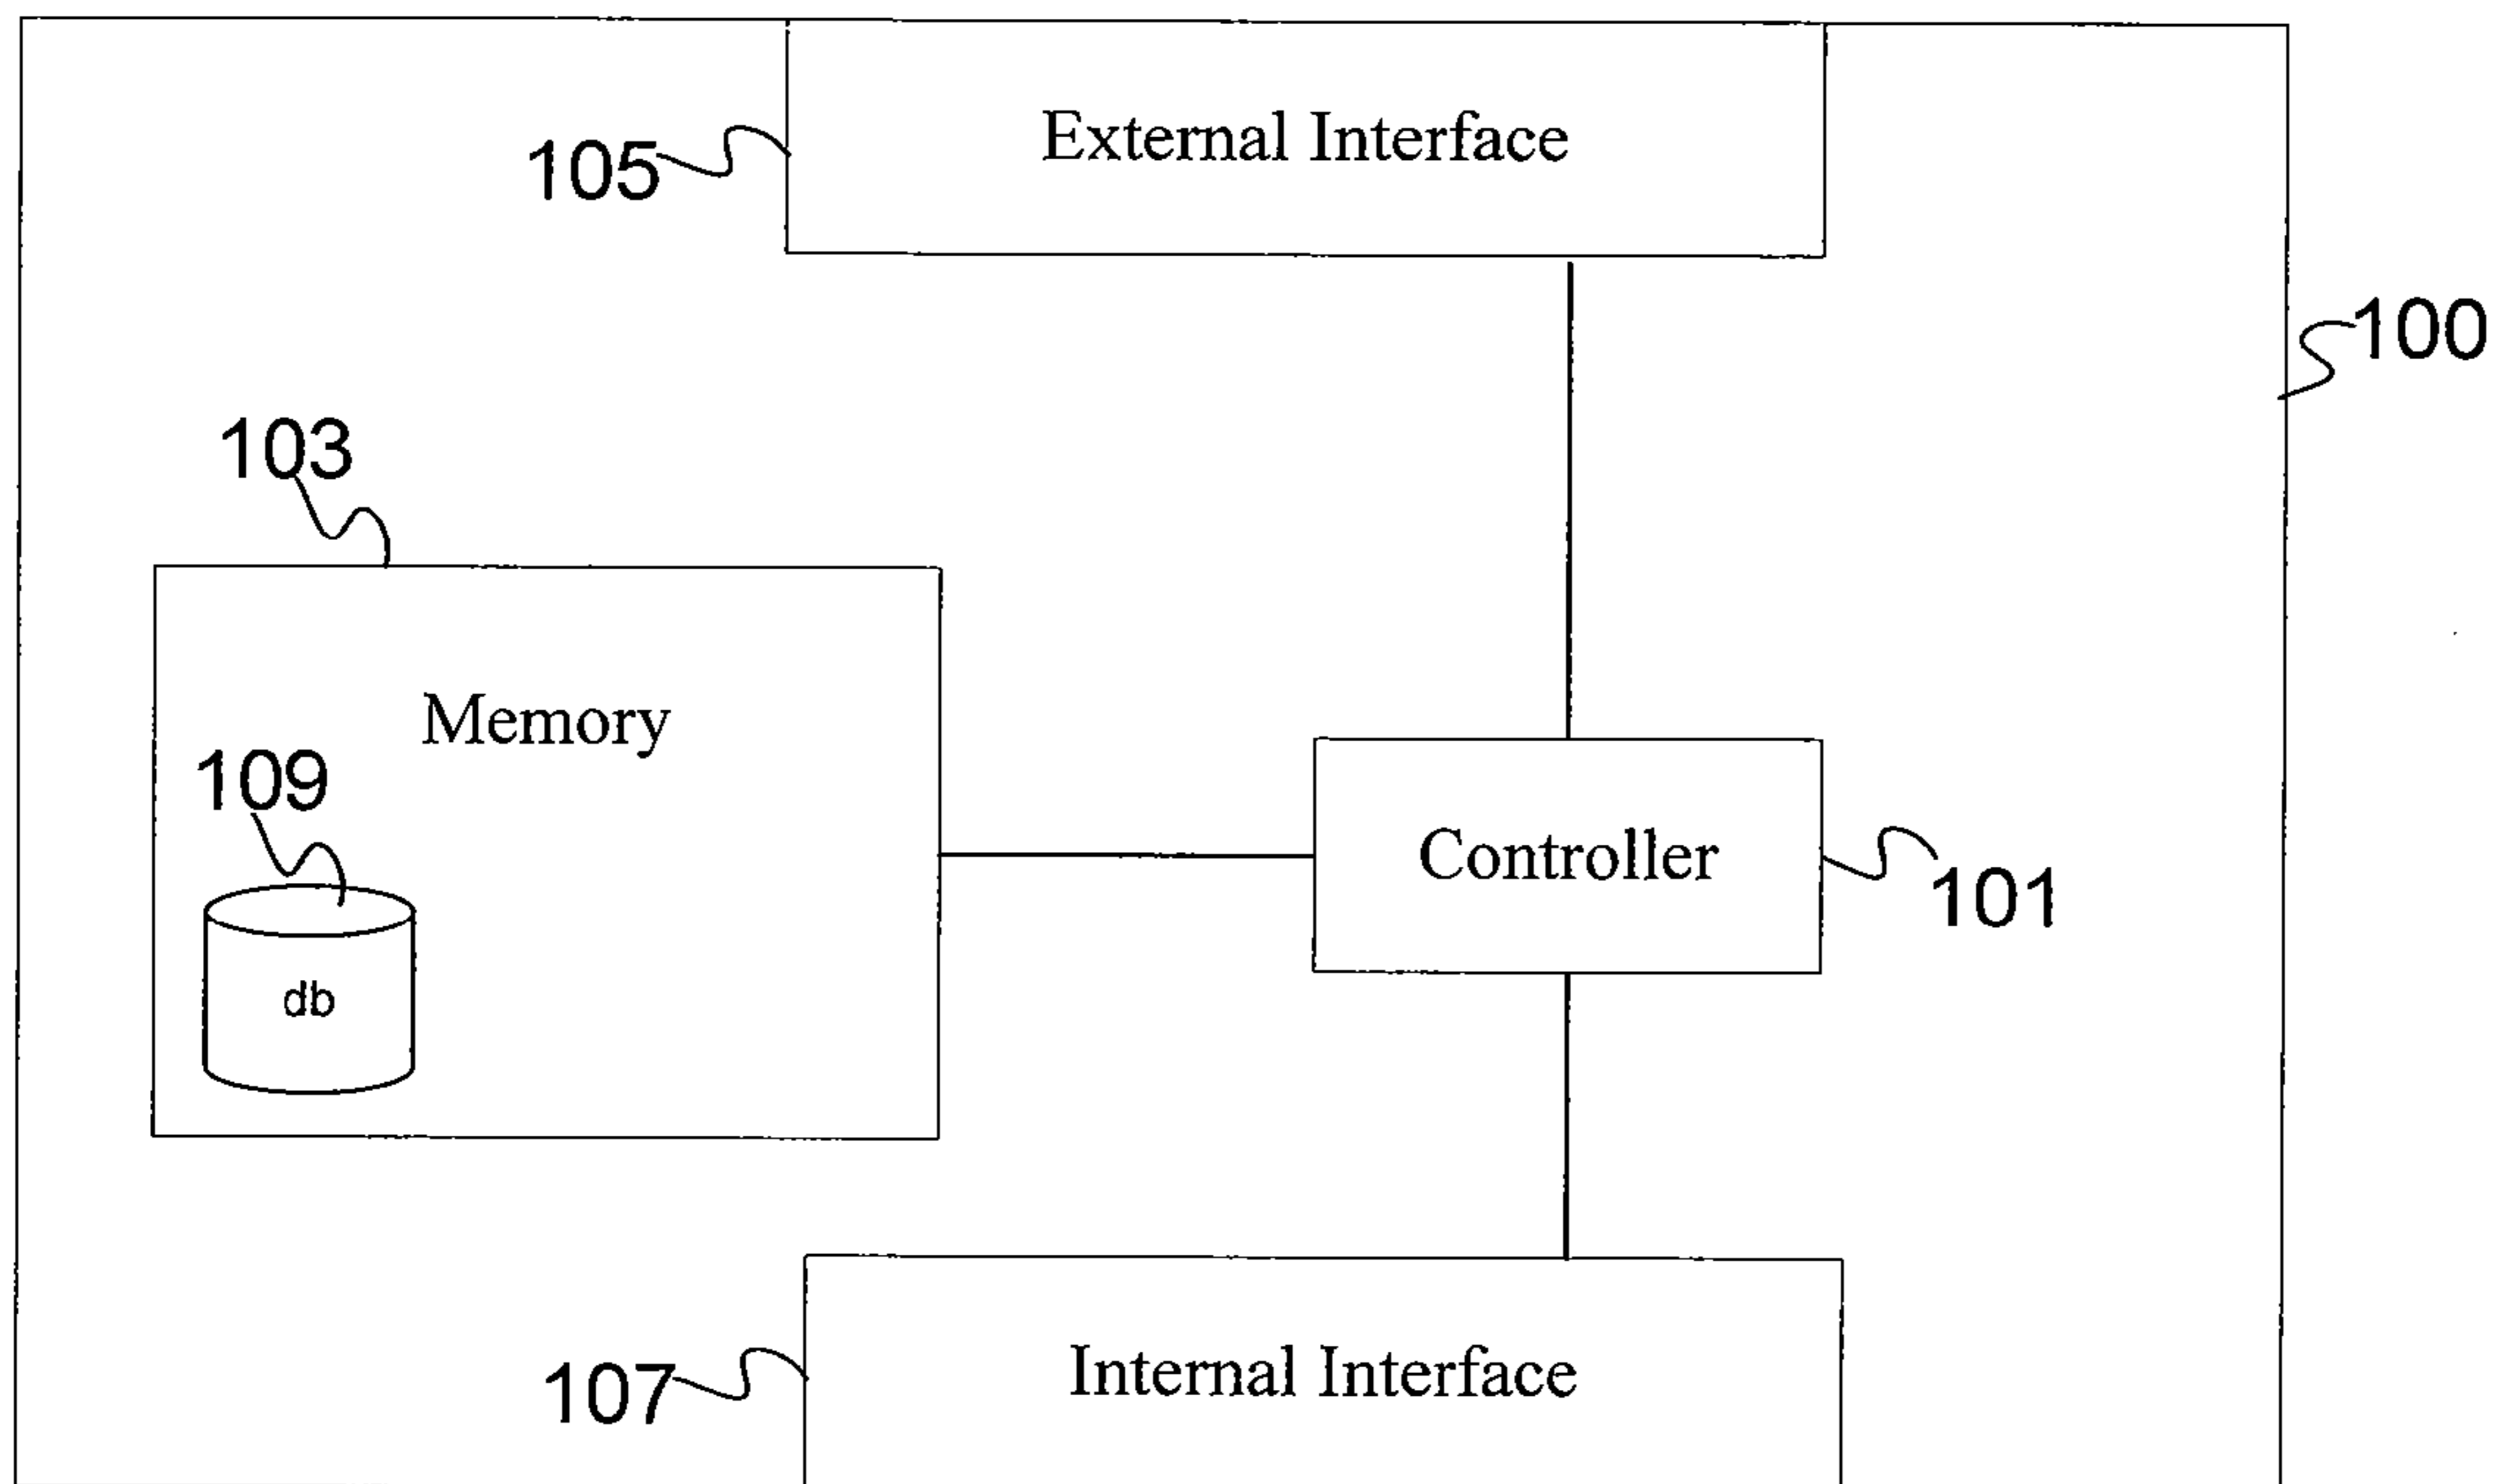 External Interface
105
100
103
Memory
109
Controller
101
db
Internal Interface
107